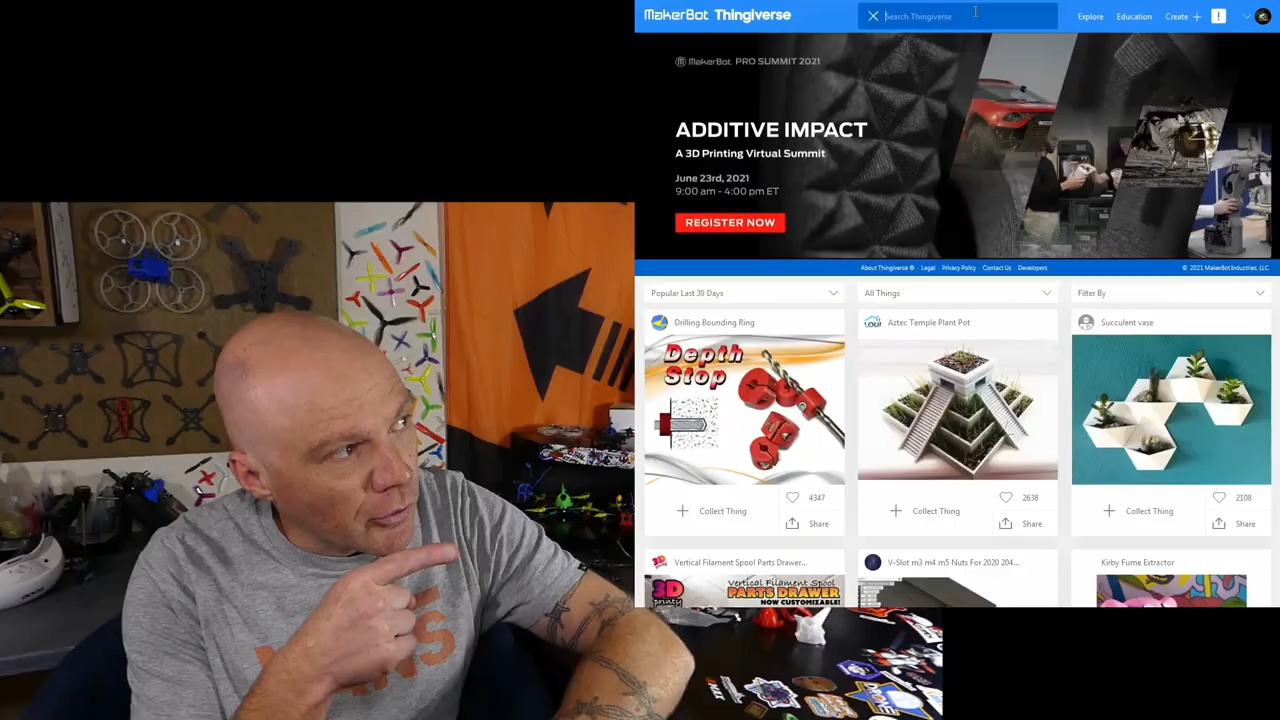 MakerBot Thingiverse
Search Thingiverse
Explore
Education
Create +
!
MakerBot PRO SUMMIT 2021
ADDITIVE IMPACT
A 3D Printing Virtual Summit
June 23rd, 2021
9:00 am - 4:00 pm ET
REGISTER NOW
About Thingiverse ® · Legal · Privacy Policy · Contact Us · Developers
© 2021 MakerBot Industries, LLC
Popular Last 30 Days
All Things
Filter By
Drilling Bounding Ring
Aztec Temple Plant Pot
Succulent vase
Depth
Stop
4347
Collect Thing
Share
2638
Collect Thing
Share
2108
Collect Thing
Share
Vertical Filament Spool Parts Drawer...
V-Slot m3 m4 m5 Nuts For 2020 204...
Kirby Fume Extractor
3D
printy
Vertical Filament Spool
PARTS DRAWER
NOW CUSTOMIZABLE!
DRONE